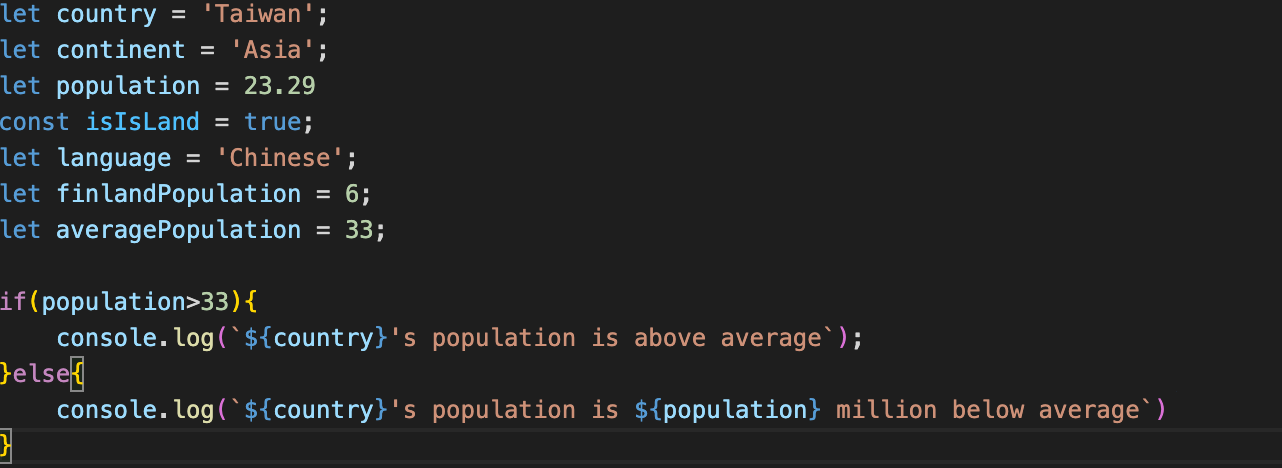 let country = 'Taiwan';
let continent = 'Asia';
let population = 23.29
const isIsLand = true;
let language = 'Chinese';
let finlandPopulation = 6;
let averagePopulation = 33;

if(population>33){
    console.log(`${country}'s population is above average`);
}else{
    console.log(`${country}'s population is ${population} million below average`)
}